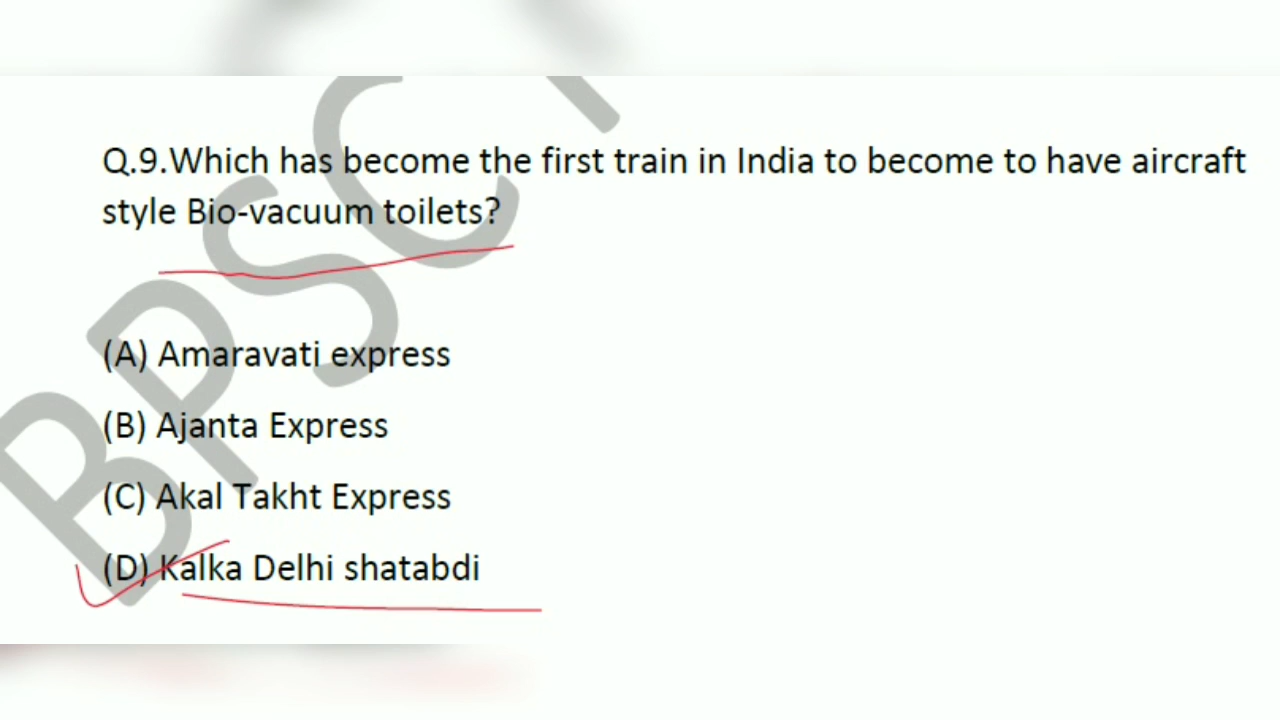 Q.9.Which has become the first train in India to become to have aircraft
style Bio-vacuum toilets?
(A) Amaravati express
(B) Ajanta Express
(C) Akal Takht Express
(D) Kalka Delhi shatabdi
BPSC